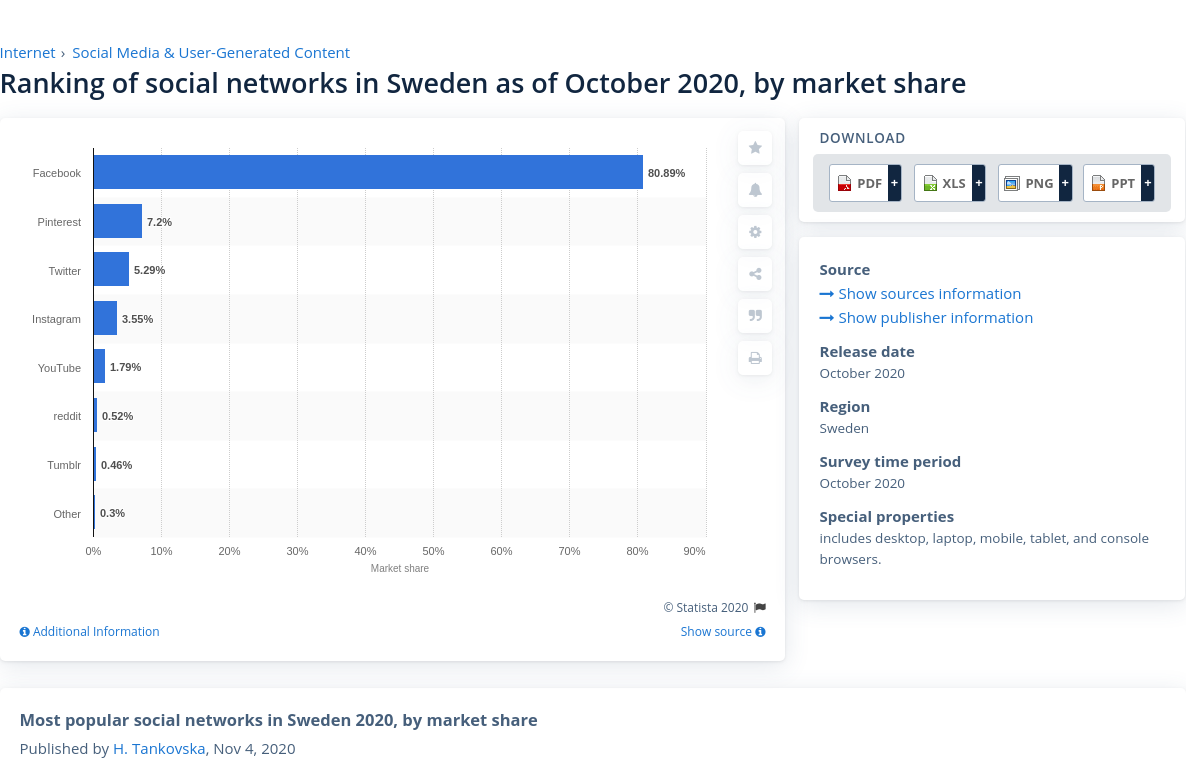 Internet › Social Media & User-Generated Content
Ranking of social networks in Sweden as of October 2020, by market share
Facebook 80.89%
Pinterest 7.2%
Twitter 5.29%
Instagram 3.55%
YouTube 1.79%
reddit 0.52%
Tumblr 0.46%
Other 0.3%
0% 10% 20% 30% 40% 50% 60% 70% 80% 90%
Market share
© Statista 2020
Additional Information
Show source
DOWNLOAD
PDF + XLS + PNG + PPT +
Source
Show sources information
Show publisher information
Release date
October 2020
Region
Sweden
Survey time period
October 2020
Special properties
includes desktop, laptop, mobile, tablet, and console
browsers.
Most popular social networks in Sweden 2020, by market share
Published by H. Tankovska, Nov 4, 2020